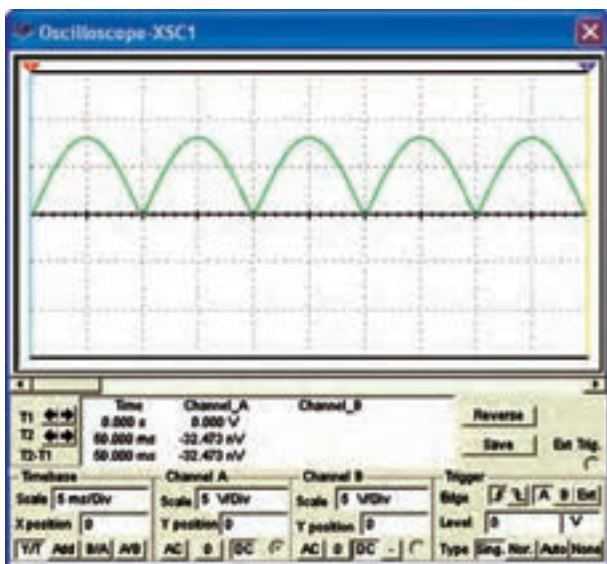 Oscilloscope-XSC1
Time Channel_A Channel_B
T1 0.000 s 0.000 V
T2 50.000 ms -32.473 nV
T2-T1 50.000 ms -32.473 nV
Reverse
Save
Ext Trig.
Timebase
Scale 5 ms/Div
X position 0
Y/T Add B/A A/B
Channel A
Scale 5 V/Div
Y position 0
AC 0 DC
Channel B
Scale 5 V/Div
Y position 0
AC 0 DC -
Trigger
Edge A B Ext
Level 0 V
Type Sing. Nor. Auto None